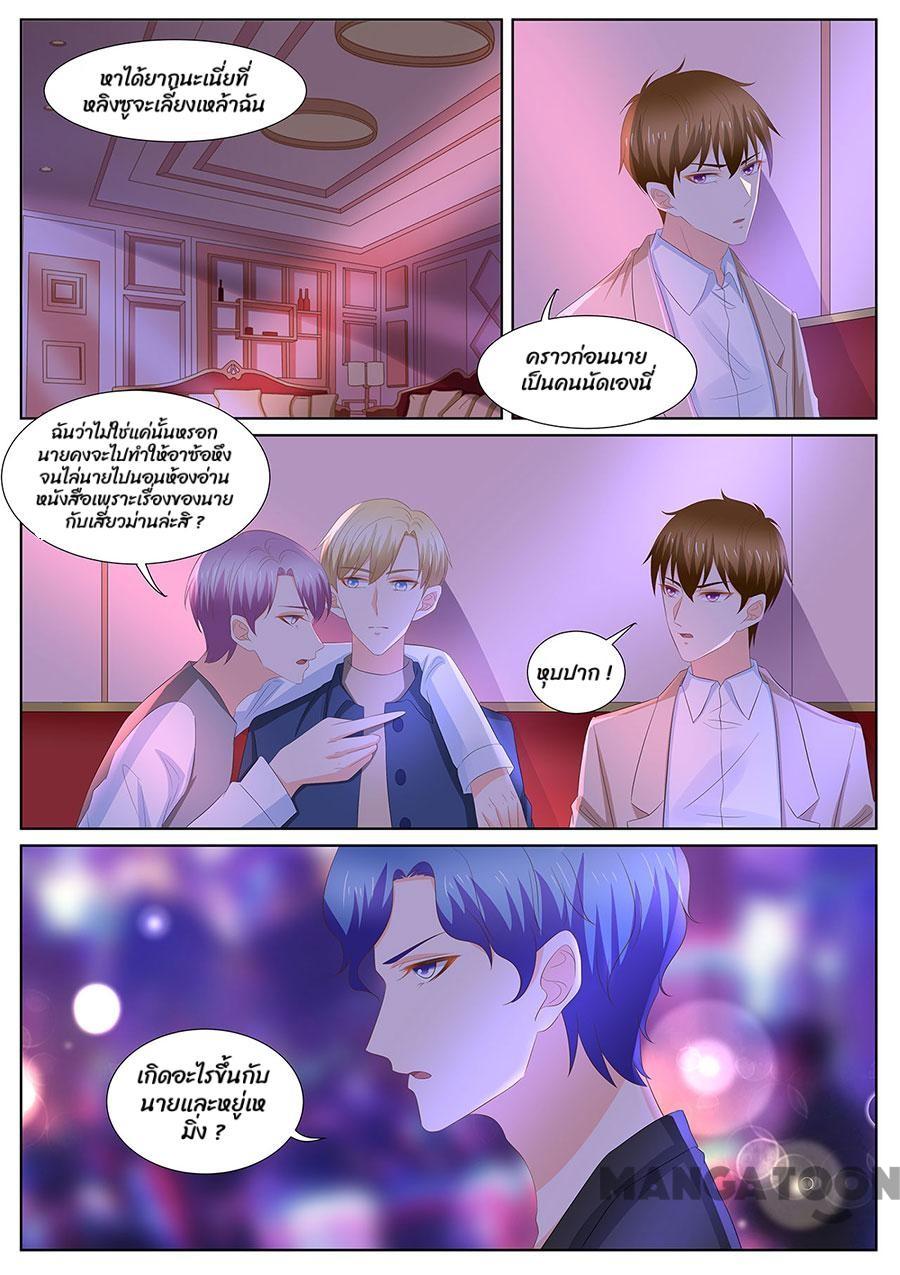 หาได้ยากนะเนี่ยที่
หลิงซูจะเลี้ยงเหล้าฉัน
คราวก่อนนาย
เป็นคนนัดเองนี่
ฉันว่าไม่ใช่แค่นั้นหรอก
นายคงจะไปทำให้อาซ้อหึง
จนไล่นายไปนอนห้องอ่าน
หนังสือเพราะเรื่องของนาย
กับเสี่ยวม่านล่ะสิ ?
หุบปาก !
เกิดอะไรขึ้นกับ
นายและหยู่เห
มิ่ง ?
MANGATOON